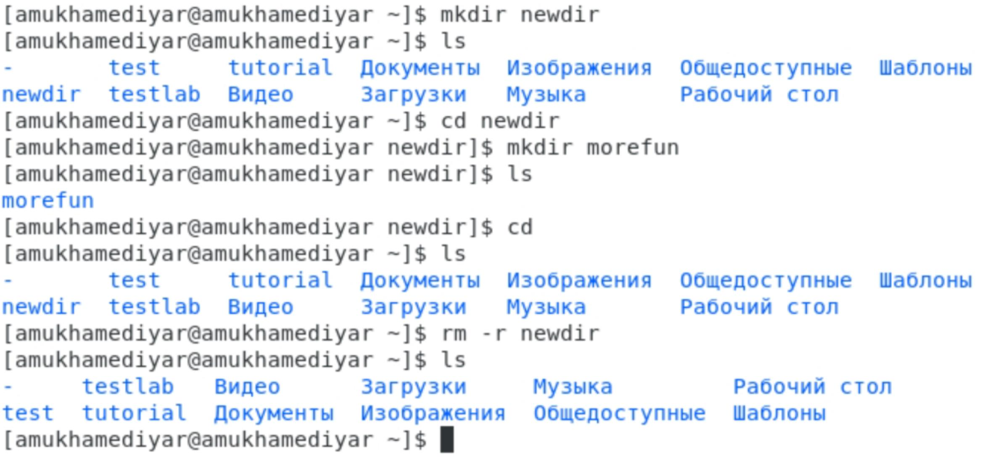 [amukhamediyar@amukhamediyar ~]$ mkdir newdir
[amukhamediyar@amukhamediyar ~]$ ls
-       test     tutorial  Документы  Изображения  Общедоступные  Шаблоны
newdir  testlab  Видео     Загрузки   Музыка       Рабочий стол
[amukhamediyar@amukhamediyar ~]$ cd newdir
[amukhamediyar@amukhamediyar newdir]$ mkdir morefun
[amukhamediyar@amukhamediyar newdir]$ ls
morefun
[amukhamediyar@amukhamediyar newdir]$ cd
[amukhamediyar@amukhamediyar ~]$ ls
-       test     tutorial  Документы  Изображения  Общедоступные  Шаблоны
newdir  testlab  Видео     Загрузки   Музыка       Рабочий стол
[amukhamediyar@amukhamediyar ~]$ rm -r newdir
[amukhamediyar@amukhamediyar ~]$ ls
-     testlab   Видео      Загрузки     Музыка         Рабочий стол
test  tutorial  Документы  Изображения  Общедоступные  Шаблоны
[amukhamediyar@amukhamediyar ~]$